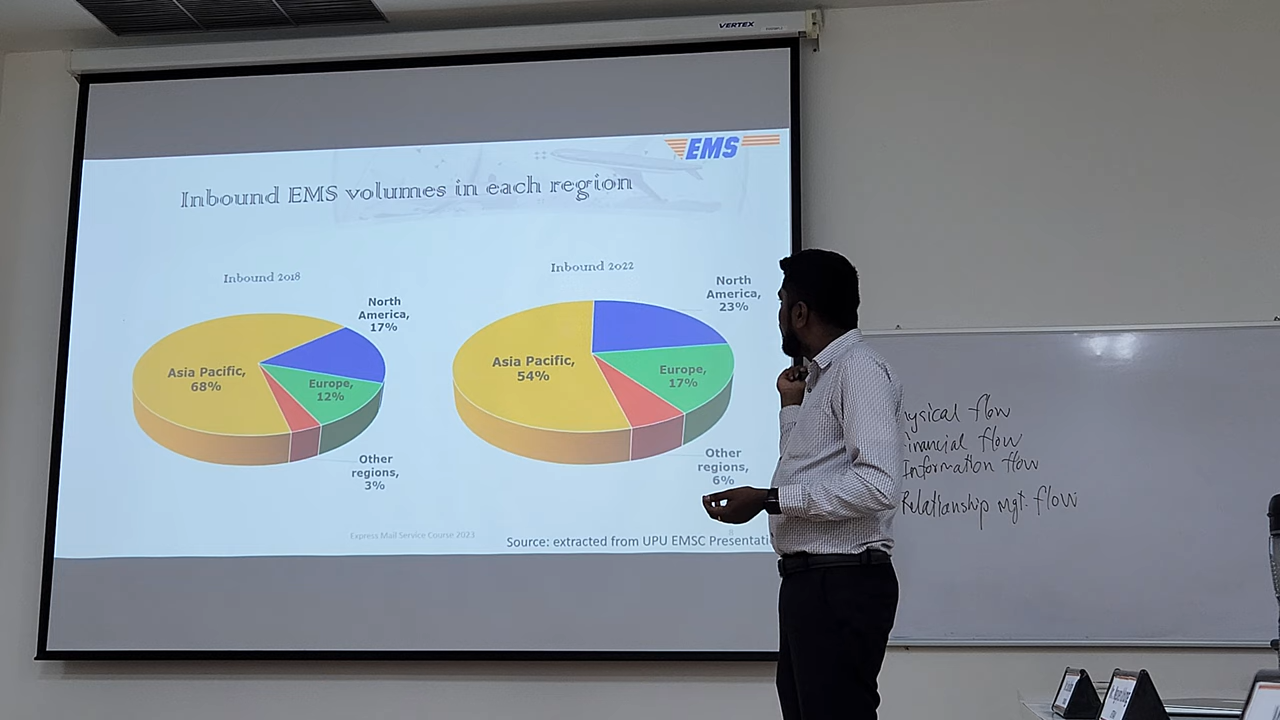 VERTEX
EMS
Inbound EMS volumes in each region
Inbound 2018
North
America,
17%
Asia Pacific,
68%
Europe,
12%
Other
regions,
3%
Inbound 2022
North
America,
23%
Asia Pacific,
54%
Europe,
17%
Other
regions,
6%
Express Mail Service Course 2023
8
Source: extracted from UPU EMSC Presentati
hysical flow
inancial flow
Information flow
Relationship mgt. flow